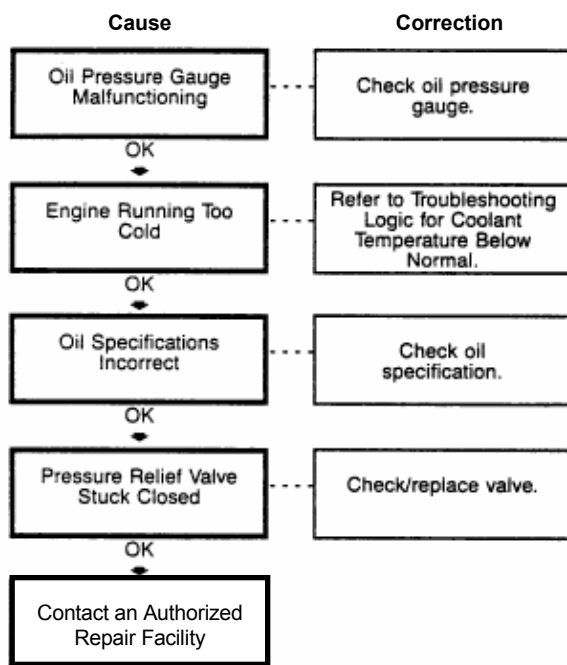 Cause
Correction
Oil Pressure Gauge
Malfunctioning
Check oil pressure
gauge.
OK
Engine Running Too
Cold
Refer to Troubleshooting
Logic for Coolant
Temperature Below
Normal.
OK
Oil Specifications
Incorrect
Check oil
specification.
OK
Pressure Relief Valve
Stuck Closed
Check/replace valve.
OK
Contact an Authorized
Repair Facility